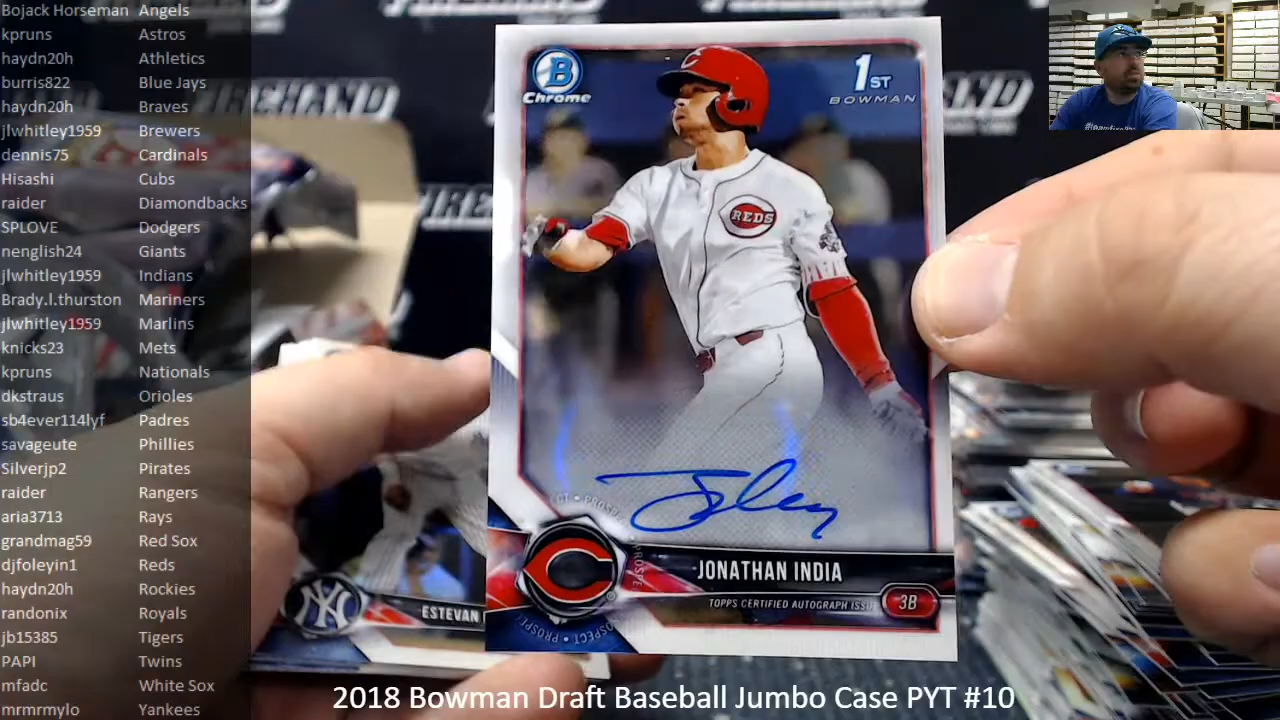 Bojack Horseman Angels
kpruns Astros
haydn20h Athletics
burris822 Blue Jays
haydn20h Braves
jlwhitley1959 Brewers
dennis75 Cardinals
Hisashi Cubs
raider Diamondbacks
SPLOVE Dodgers
nenglish24 Giants
jlwhitley1959 Indians
Brady.l.thurston Mariners
jlwhitley1959 Marlins
knicks23 Mets
kpruns Nationals
dkstraus Orioles
sb4ever114lyf Padres
savageute Phillies
Silverjp2 Pirates
raider Rangers
aria3713 Rays
grandmag59 Red Sox
djfoleyin1 Reds
haydn20h Rockies
randonix Royals
jb15385 Tigers
PAPI Twins
mfadc White Sox
mrmrmylo Yankees
B
Chrome
1ST
BOWMAN
REDS
JONATHAN INDIA
TOPPS CERTIFIED AUTOGRAPH ISSU
3B
PROSPECT
NY
ESTEVAN
2018 Bowman Draft Baseball Jumbo Case PYT #10